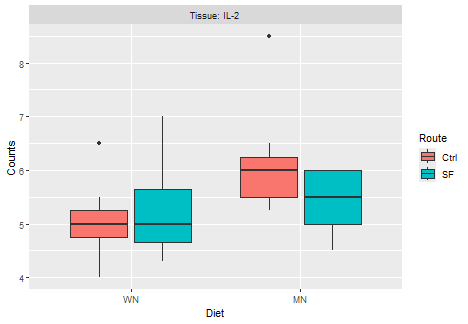 Tissue: IL-2
Counts
8
7
6
5
4
WN
MN
Diet
Route
Ctrl
SF